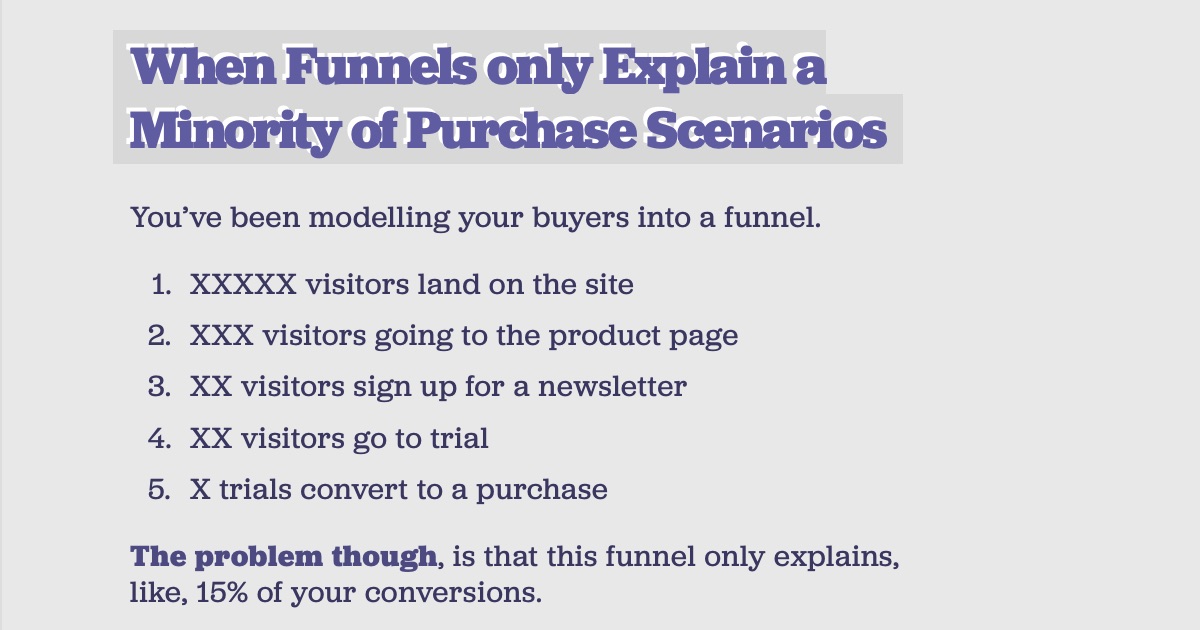 When Funnels only Explain a
Minority of Purchase Scenarios
You’ve been modelling your buyers into a funnel.
1. XXXXX visitors land on the site
2. XXX visitors going to the product page
3. XX visitors sign up for a newsletter
4. XX visitors go to trial
5. X trials convert to a purchase
The problem though, is that this funnel only explains,
like, 15% of your conversions.